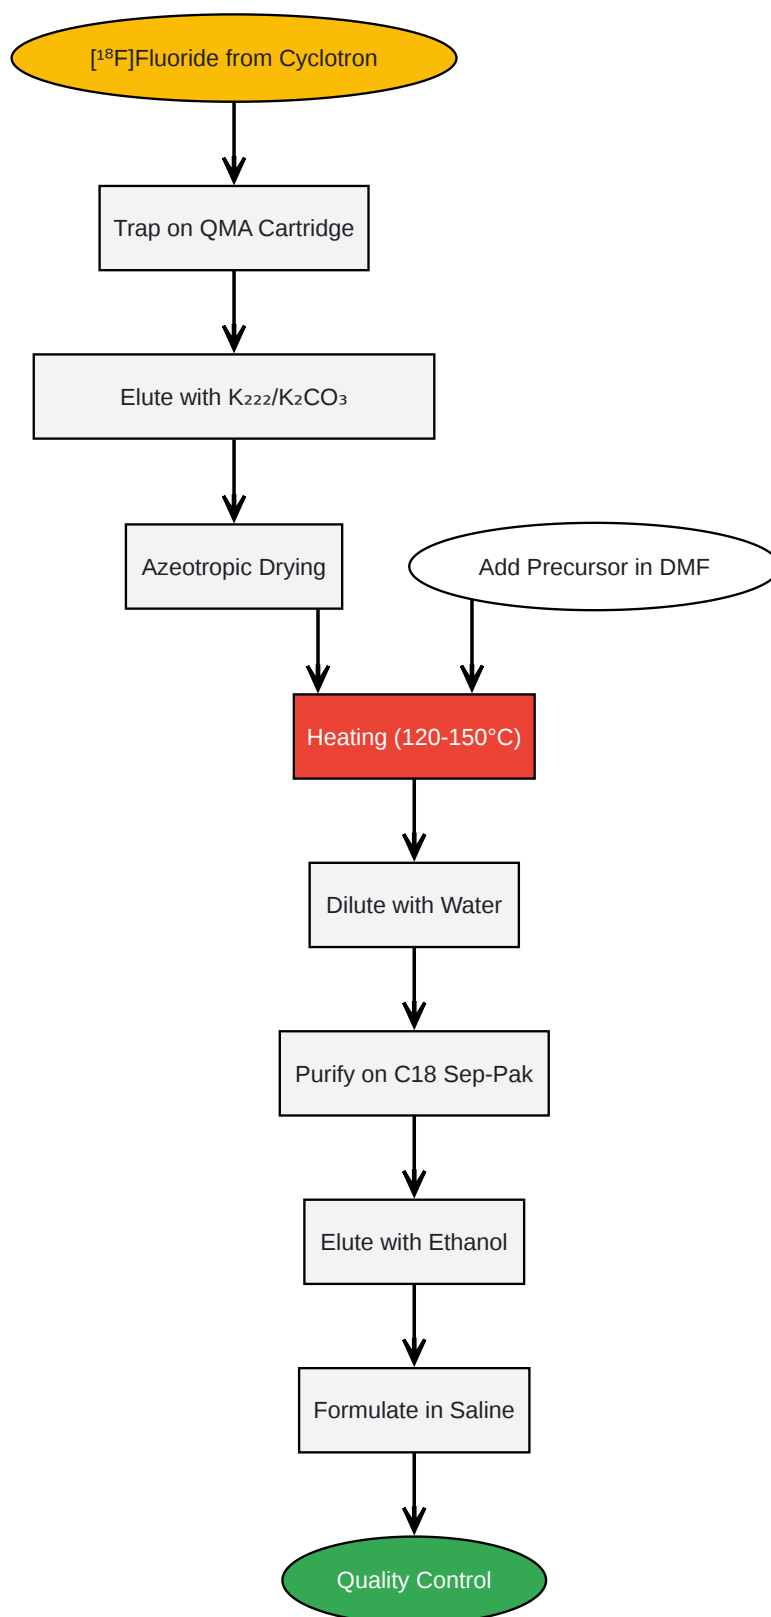 [¹⁸F]Fluoride from Cyclotron
Trap on QMA Cartridge
Elute with K₂₂₂/K₂CO₃
Azeotropic Drying
Add Precursor in DMF
Heating (120-150°C)
Dilute with Water
Purify on C18 Sep-Pak
Elute with Ethanol
Formulate in Saline
Quality Control